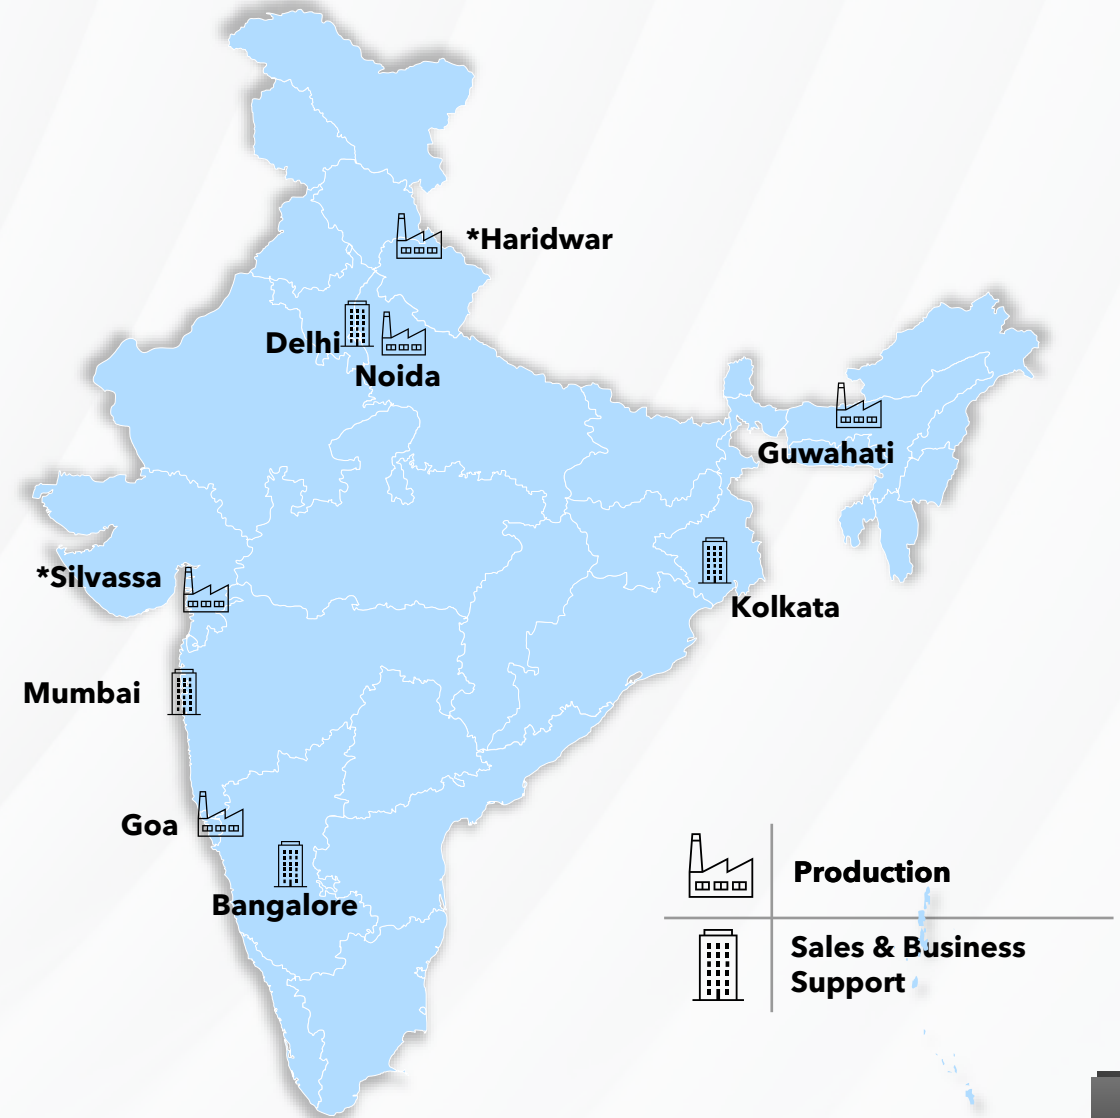 *Haridwar
Delhi
Noida
Guwahati
*Silvassa
Kolkata
Mumbai
Goa
Bangalore
Production
Sales & Business
Support